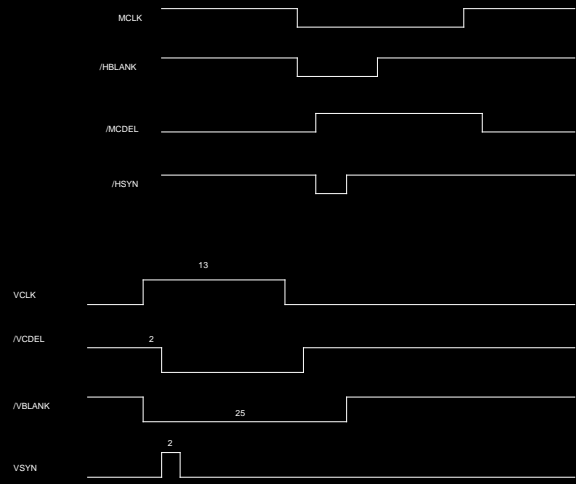 MCLK
/HBLANK
/MCDEL
/HSYN
13
VCLK
/VCDEL
2
/VBLANK
25
2
VSYN